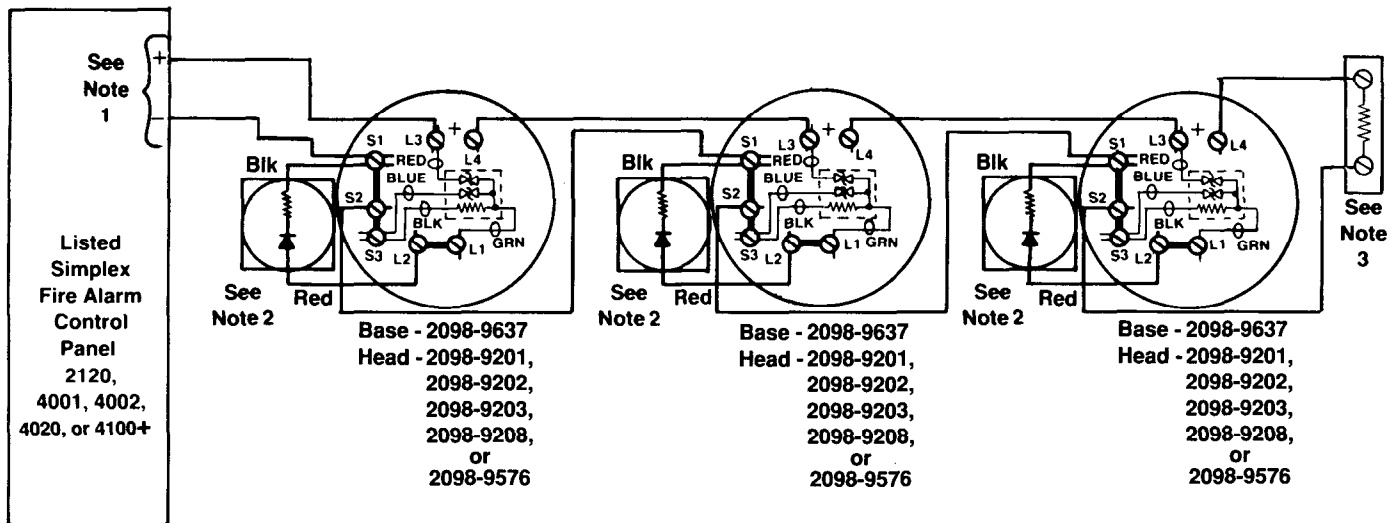 See
Note
1
+
−
Listed
Simplex
Fire Alarm
Control
Panel
2120,
4001, 4002,
4020, or 4100+
Blk
See
Note 2
Red
S1
S2
S3
RED
BLUE
BLK
GRN
L3
+
L4
L2
L1
Base - 2098-9637
Head - 2098-9201,
2098-9202,
2098-9203,
2098-9208,
or
2098-9576
Blk
See
Note 2
Red
S1
S2
S3
RED
BLUE
BLK
GRN
L3
+
L4
L2
L1
Base - 2098-9637
Head - 2098-9201,
2098-9202,
2098-9203,
2098-9208,
or
2098-9576
Blk
See
Note 2
Red
S1
S2
S3
RED
BLUE
BLK
GRN
L3
+
L4
L2
L1
Base - 2098-9637
Head - 2098-9201,
2098-9202,
2098-9203,
2098-9208,
or
2098-9576
See
Note
3